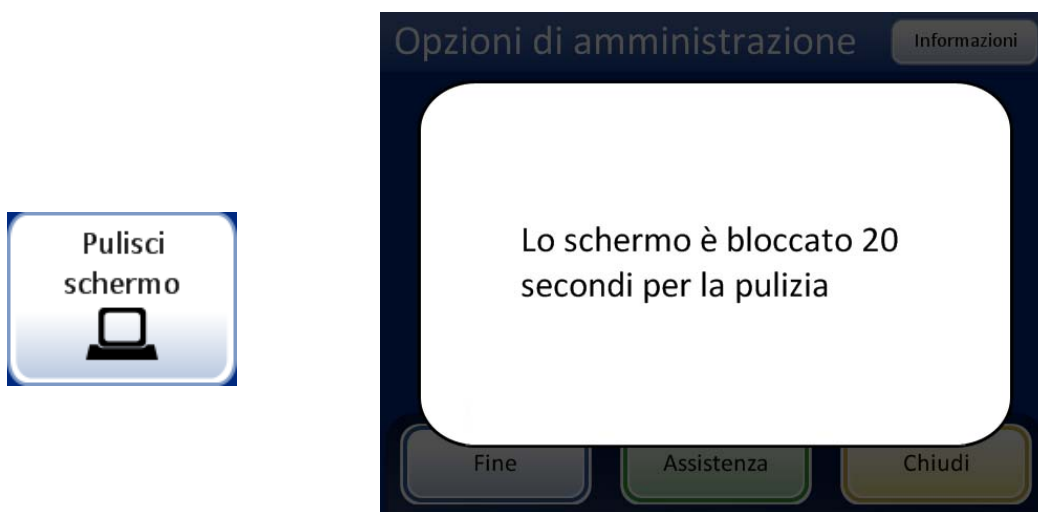 Pulisci
schermo
Opzioni di amministrazione
Informazioni
Lo schermo è bloccato 20
secondi per la pulizia
Fine
Assistenza
Chiudi